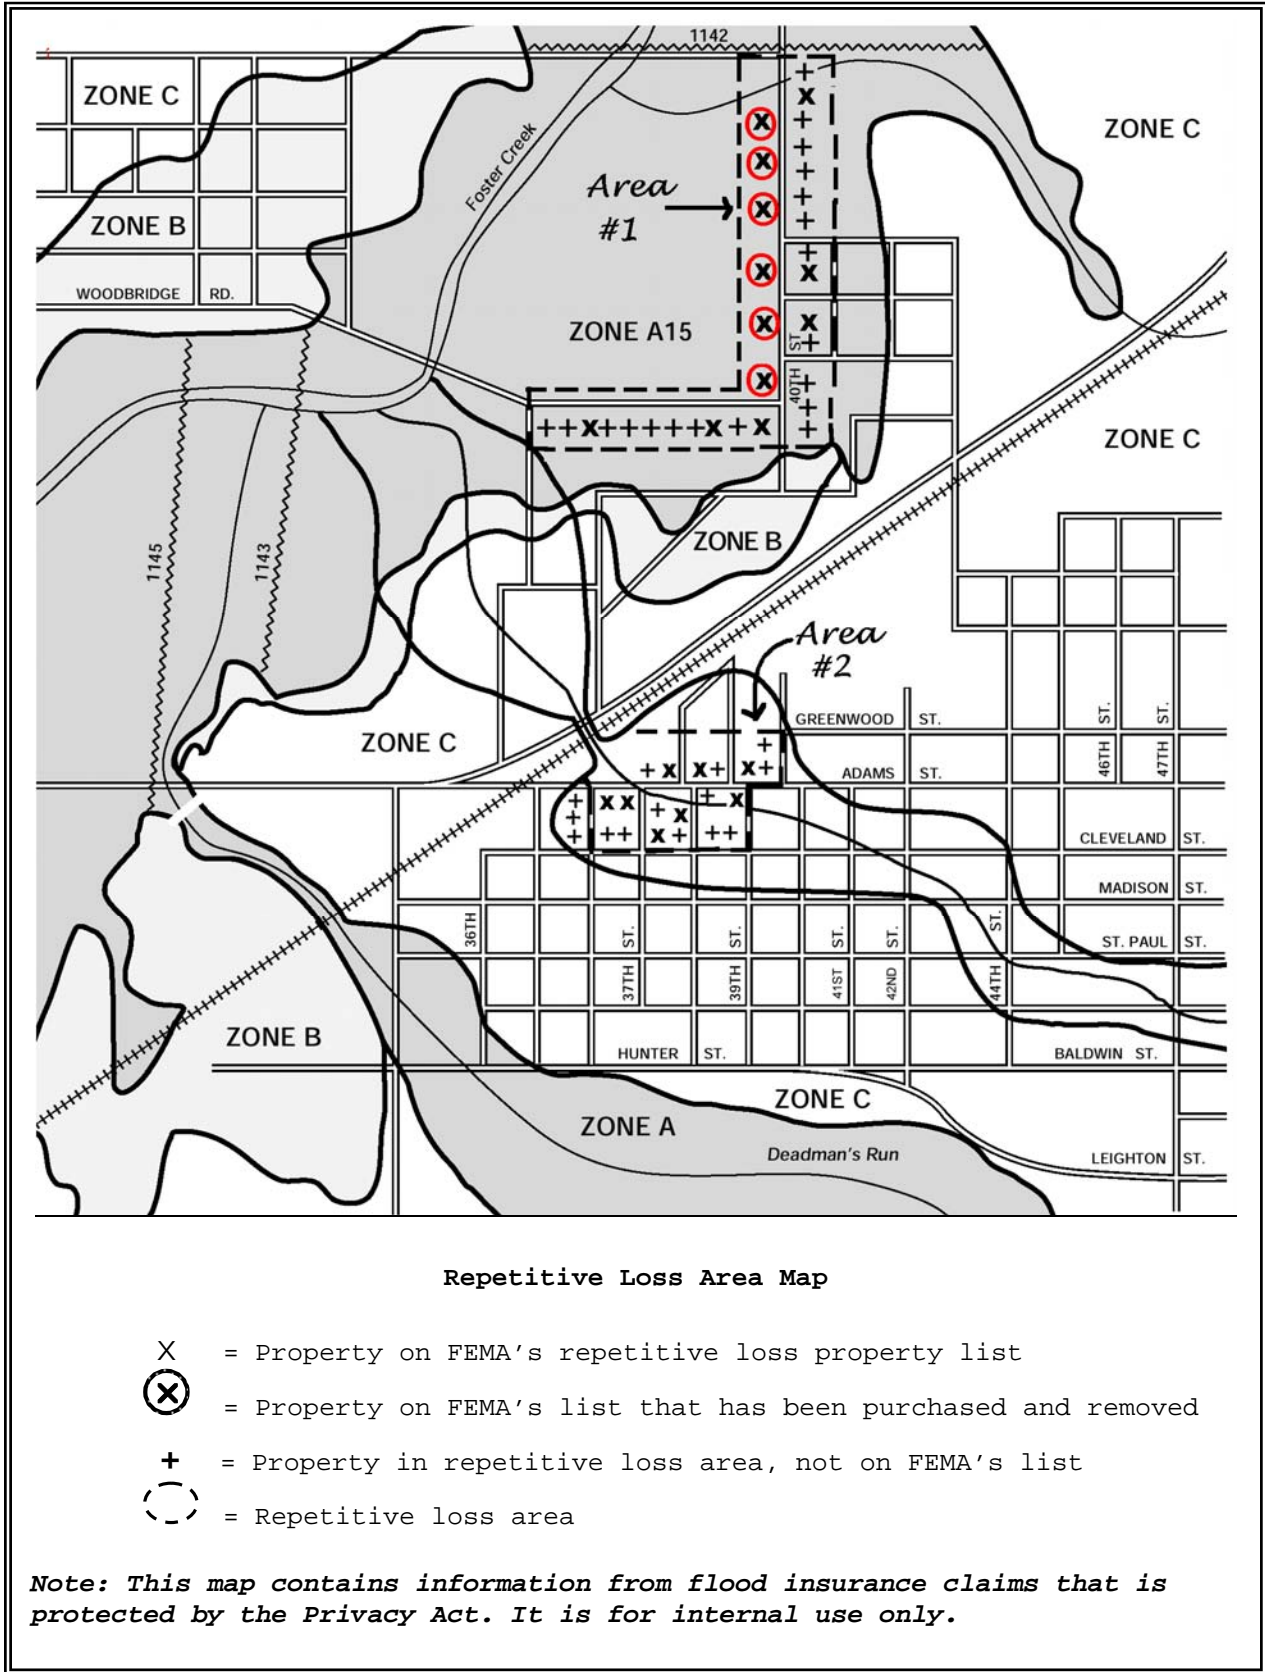 1142
ZONE C
ZONE C
Foster Creek
Area
#1
ZONE B
WOODBRIDGE RD.
ZONE A15
40TH ST
+
x
+
+
+
+
+
+
x
x
x
x
x
x
+
x
x
+
+
+
+
++x+++++x+x
ZONE C
1145
1143
ZONE B
Area
#2
GREENWOOD ST.
46TH ST.
47TH ST.
ZONE C
+
+x x+ x+
ADAMS ST.
+ xx + x + x
+
+ ++ x+ ++
CLEVELAND ST.
MADISON ST.
36TH
37TH ST.
39TH ST.
41ST ST.
42ND ST.
44TH ST.
ST. PAUL ST.
ZONE B
HUNTER ST.
BALDWIN ST.
ZONE C
ZONE A
Deadman's Run
LEIGHTON ST.
Repetitive Loss Area Map
X = Property on FEMA’s repetitive loss property list
x = Property on FEMA’s list that has been purchased and removed
+ = Property in repetitive loss area, not on FEMA’s list
= Repetitive loss area
Note: This map contains information from flood insurance claims that is
protected by the Privacy Act. It is for internal use only.